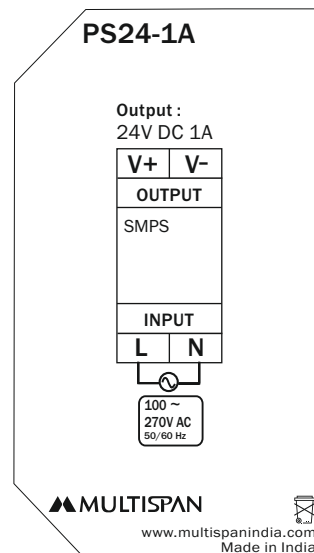 PS24-1A
Output :
24V DC 1A
V+ V-
OUTPUT
SMPS
INPUT
L N
100 ~
270V AC
50/60 Hz
MULTISPAN
www.multispanindia.com
Made in India